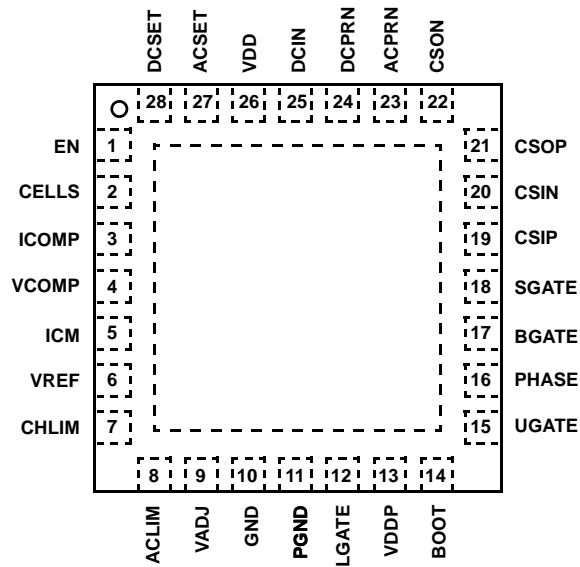 DCSET
ACSET
VDD
DCIN
DCPRN
ACPRN
CSON
28
27
26
25
24
23
22
EN 1
CELLS 2
ICOMP 3
VCOMP 4
ICM 5
VREF 6
CHLIM 7
21 CSOP
20 CSIN
19 CSIP
18 SGATE
17 BGATE
16 PHASE
15 UGATE
8
9
10
11
12
13
14
ACLIM
VADJ
GND
PGND
LGATE
VDDP
BOOT